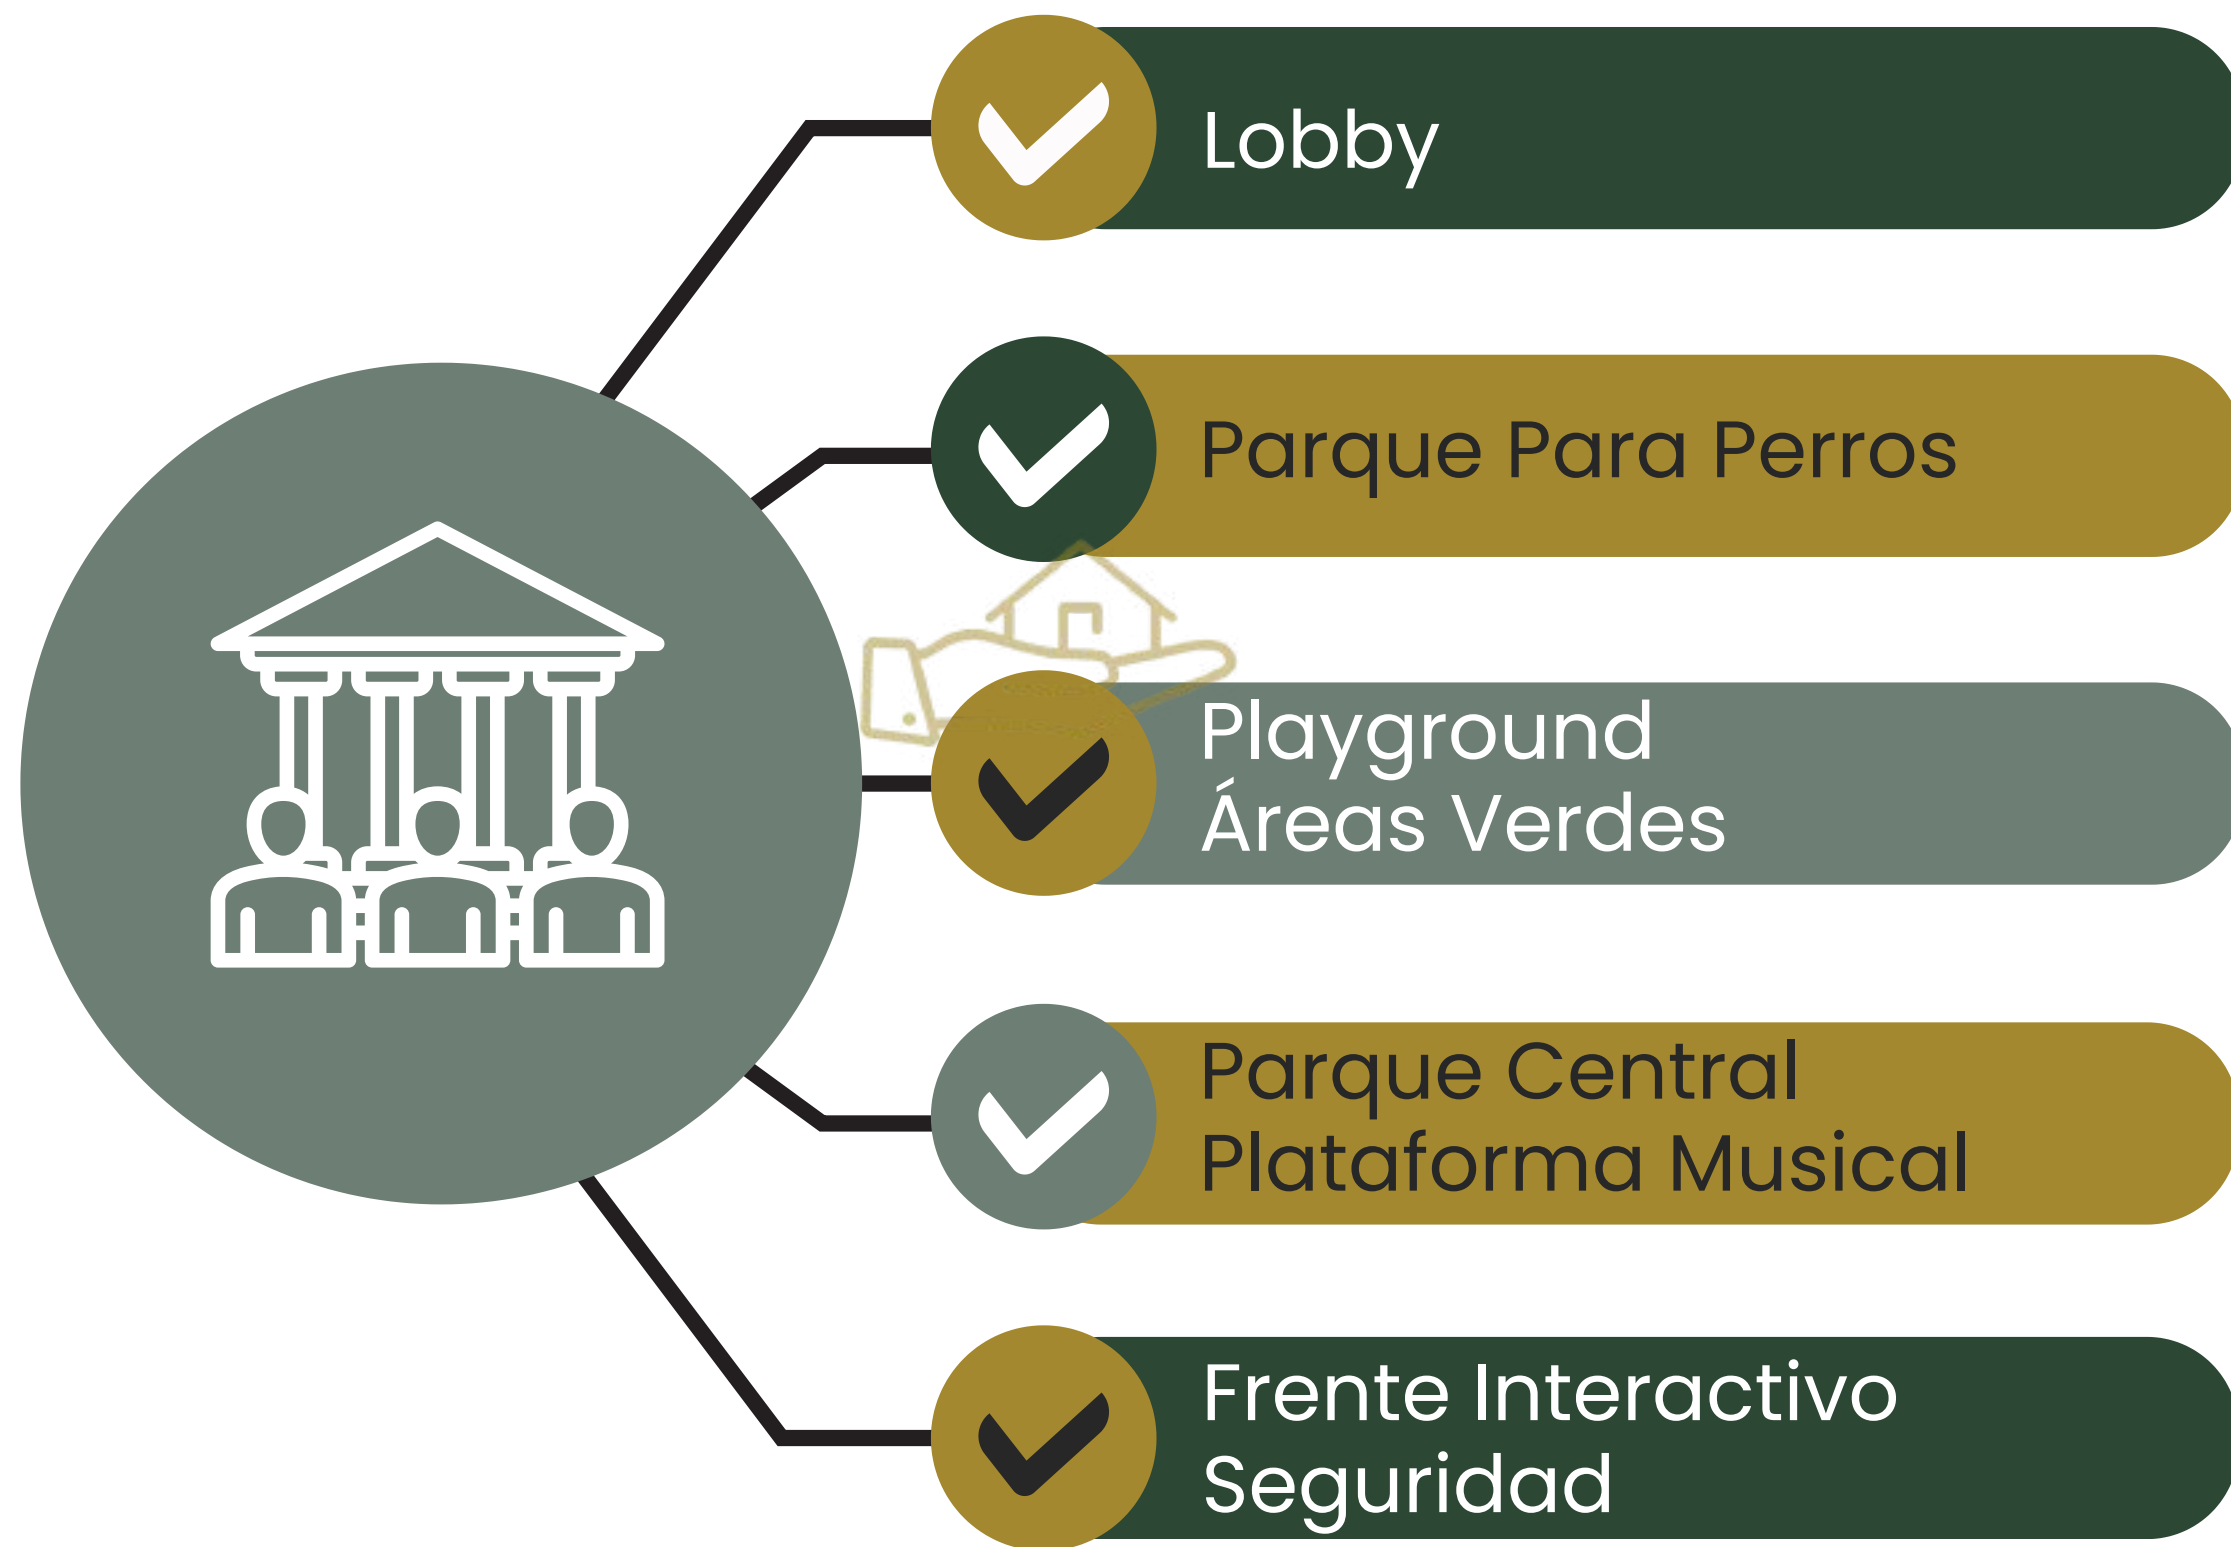 Lobby
Parque Para Perros
Playground
Áreas Verdes
Parque Central
Plataforma Musical
Frente Interactivo
Seguridad